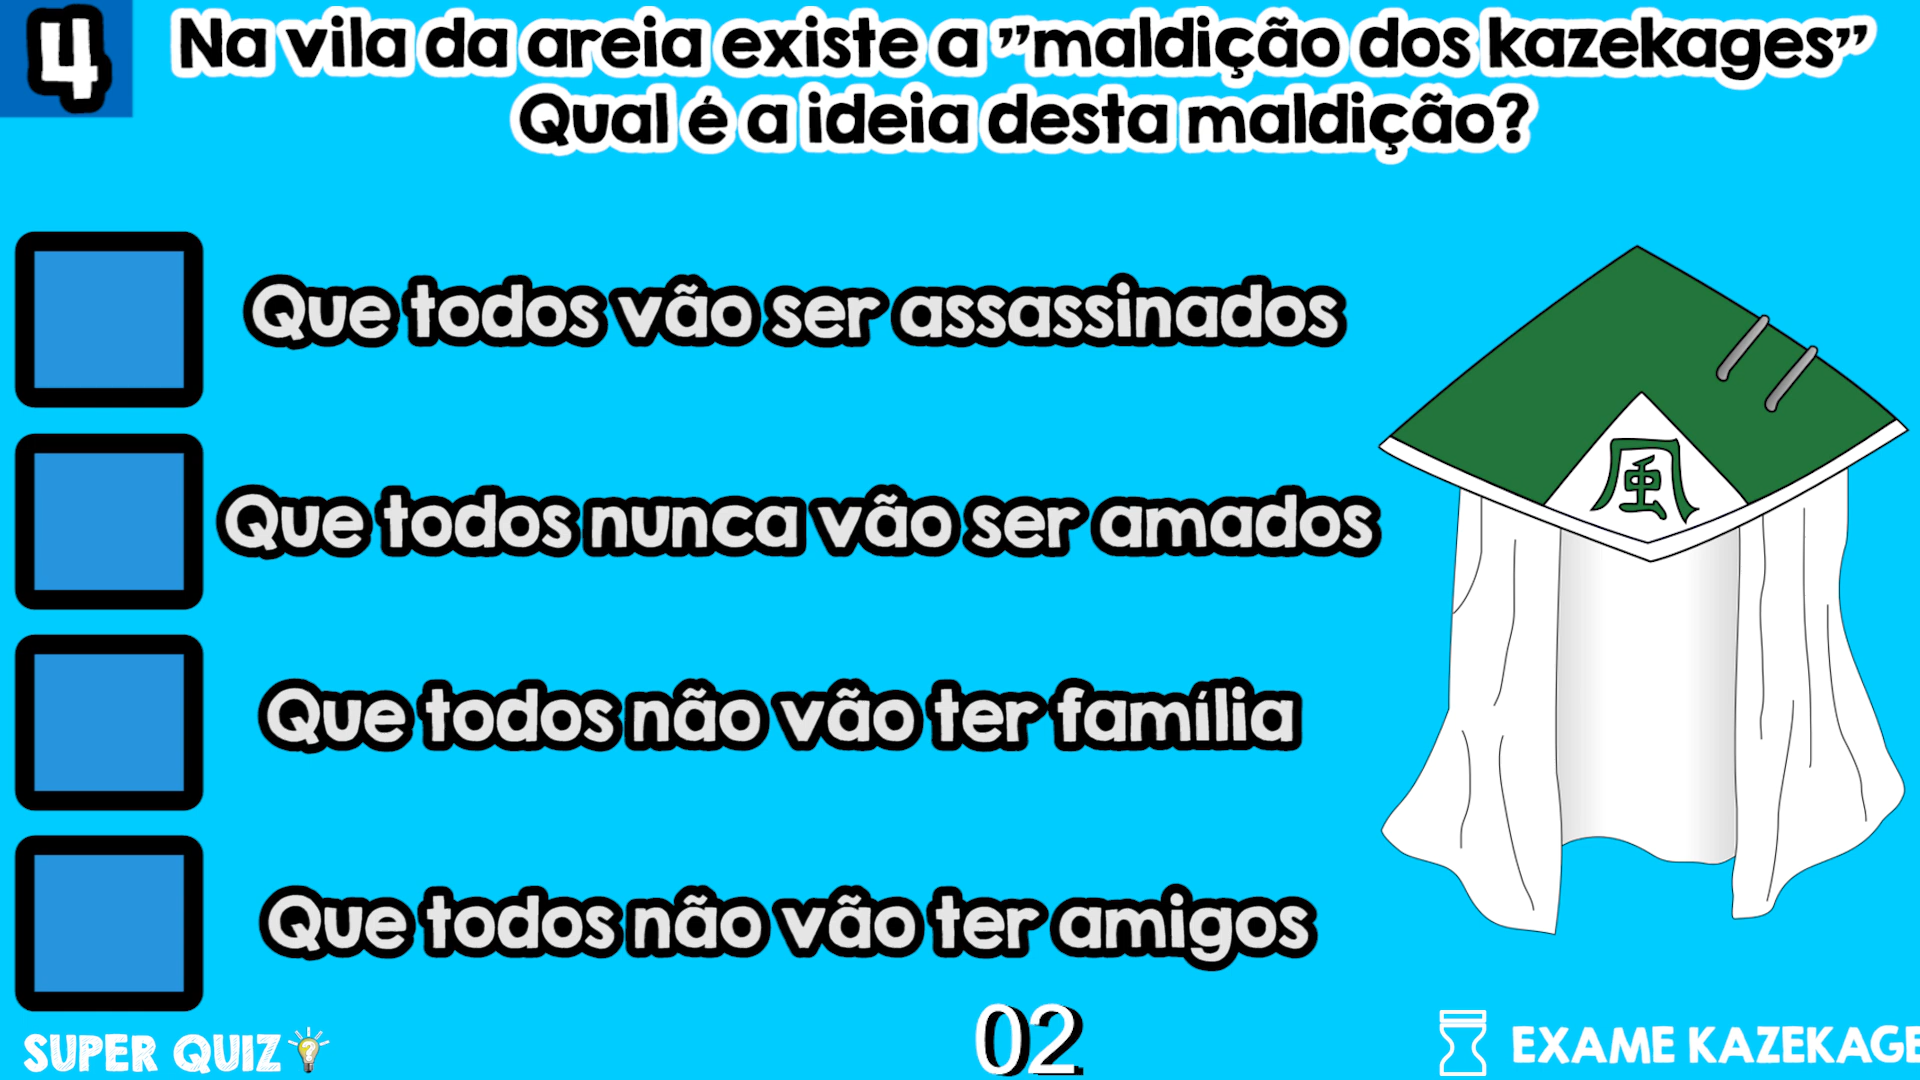 4
Na vila da areia existe a ”maldição dos kazekages”
Qual é a ideia desta maldição?
Que todos vão ser assassinados
Que todos nunca vão ser amados
風
Que todos não vão ter família
Que todos não vão ter amigos
SUPER QUIZ
02
EXAME KAZEKAGE